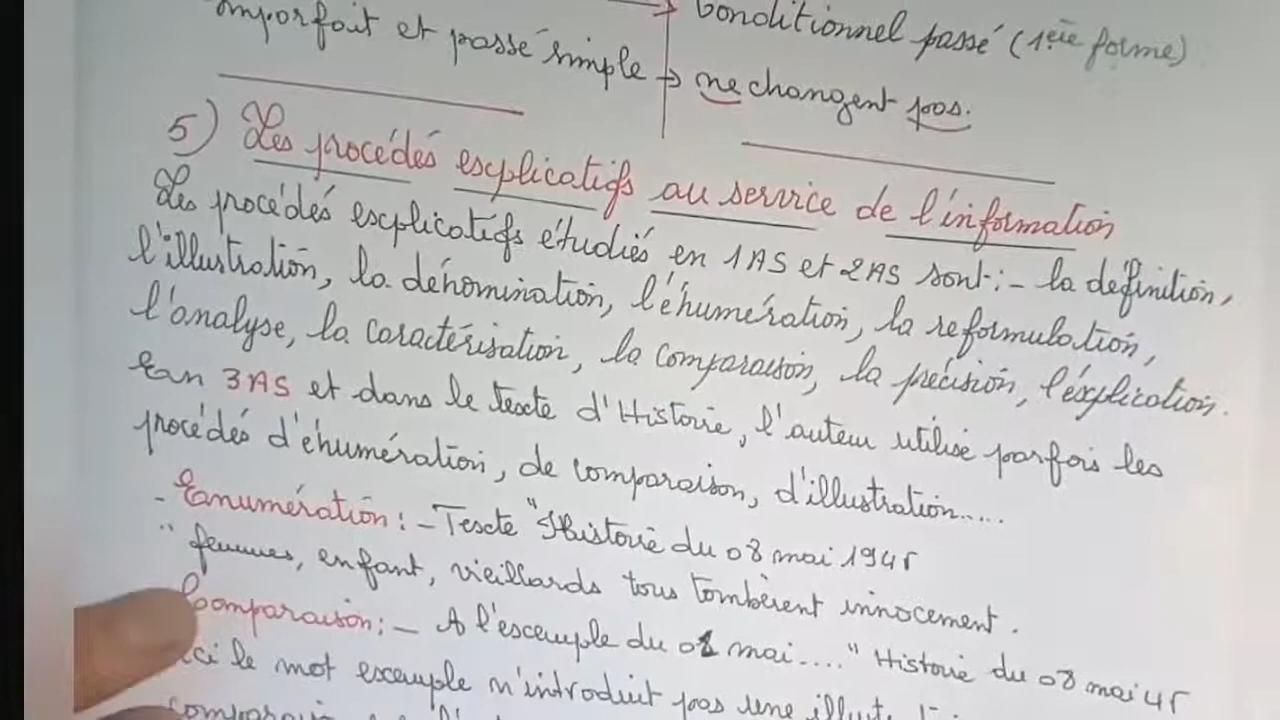 Conditionnel passé (1ère forme)
imparfait et passé simple → ne changent pas.
5) Les procédés explicatifs au service de l'information
Les procédés explicatifs étudiés en 1AS et 2AS sont : - la définition,
l'illustration, la dénomination, l'énumération, la reformulation,
l'analyse, la caractérisation, la comparaison, la précision, l'éxplication.
En 3AS et dans le texte d'Histoire, l'auteur utilise parfois les
procédés d'énumération, de comparaison, d'illustration.....
- Enumération : - Texte "Histoire du 08 mai 1945
" femmes, enfant, vieillards tous tombèrent innocement.
Comparaison : - A l'exemple du 08 mai...." Histoire du 08 mai 45
ici le mot exemple n'introduit pas une